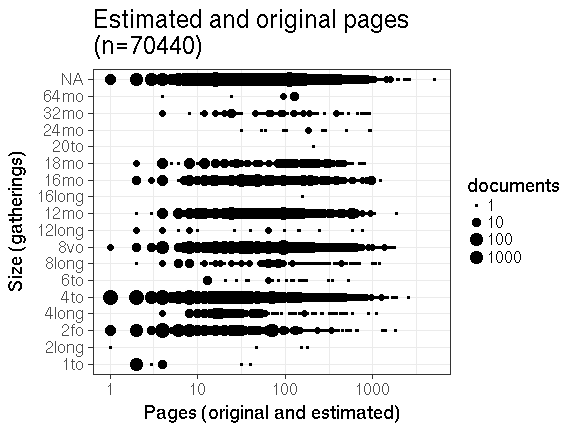 Estimated and original pages
(n=70440)
Size (gatherings)
NA
64mo
32mo
24mo
20to
18mo
16mo
16long
12mo
12long
8vo
8long
6to
4to
4long
2fo
2long
1to
1 10 100 1000
Pages (original and estimated)
documents
1
10
100
1000